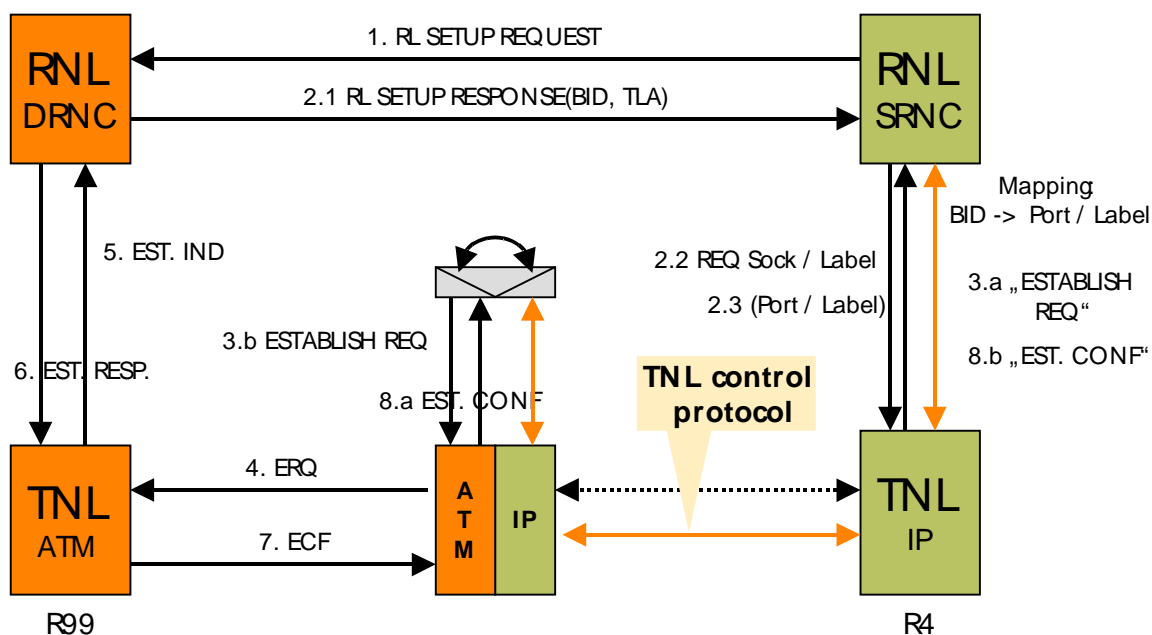 RNL
DRNC
1. RL SETUP REQUEST
2.1 RL SETUP RESPONSE(BID, TLA)
RNL
SRNC
Mapping:
BID -> Port / Label
5. EST. IND
2.2 REQ Sock / Label
2.3 (Port / Label)
3.a „ESTABLISH
REQ“
3.b ESTABLISH REQ
8.b „EST. CONF“
6. EST. RESP.
8.a EST. CONF
TNL control
protocol
TNL
ATM
4. ERQ
7. ECF
A
T
M
IP
TNL
IP
R99
R4